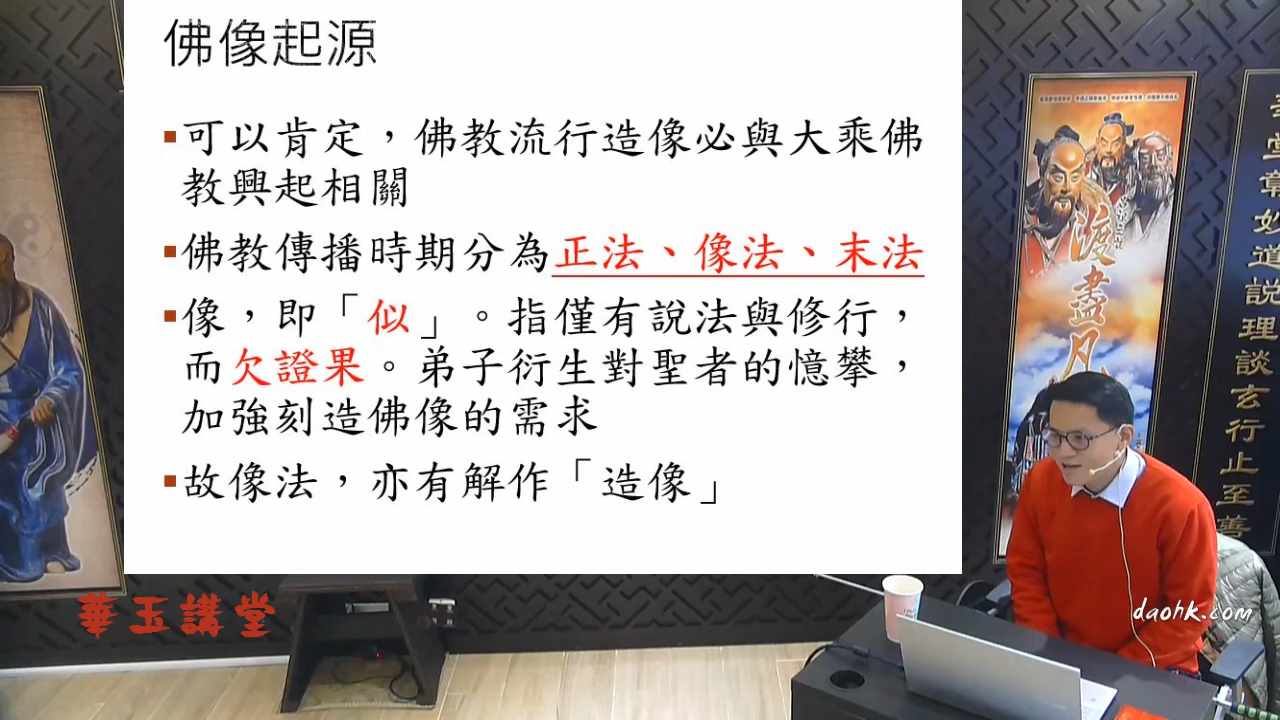 佛像起源
▪可以肯定，佛教流行造像必與大乘佛
教興起相關
▪佛教傳播時期分為正法、像法、末法
▪像，即「似」。指僅有說法與修行，
而欠證果。弟子衍生對聖者的憶攀，
加強刻造佛像的需求
▪故像法，亦有解作「造像」
渡盡凡
宣彰妙道說理談玄行止至善
華玉講堂
daohk.com